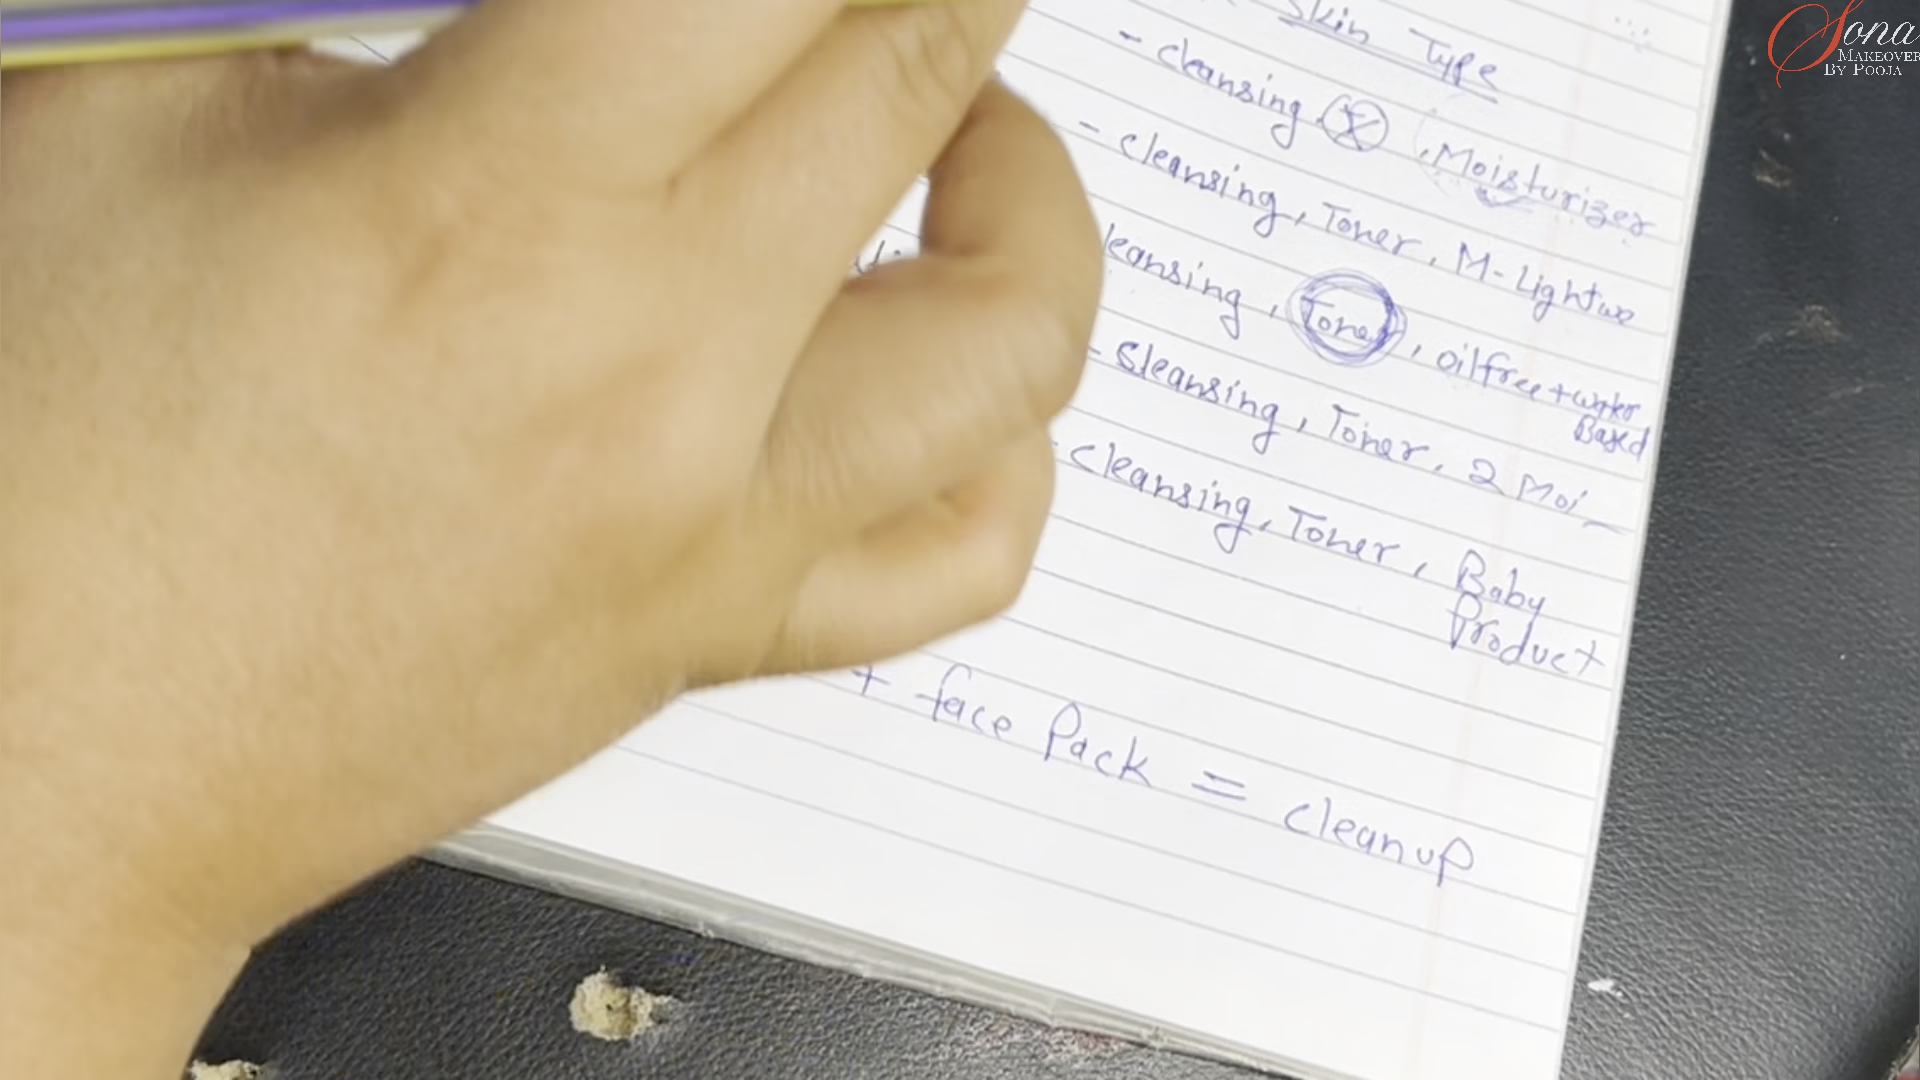 Skin Type
- cleansing, X, Moisturizer
- cleansing, Toner, M-Lightwe
leansing, Toner, oilfree + water Based
- Sleansing, Toner, 2 Moi
- cleansing, Toner, Baby Product
+ face Pack = cleanup
Sona
MAKEOVER
BY POOJA